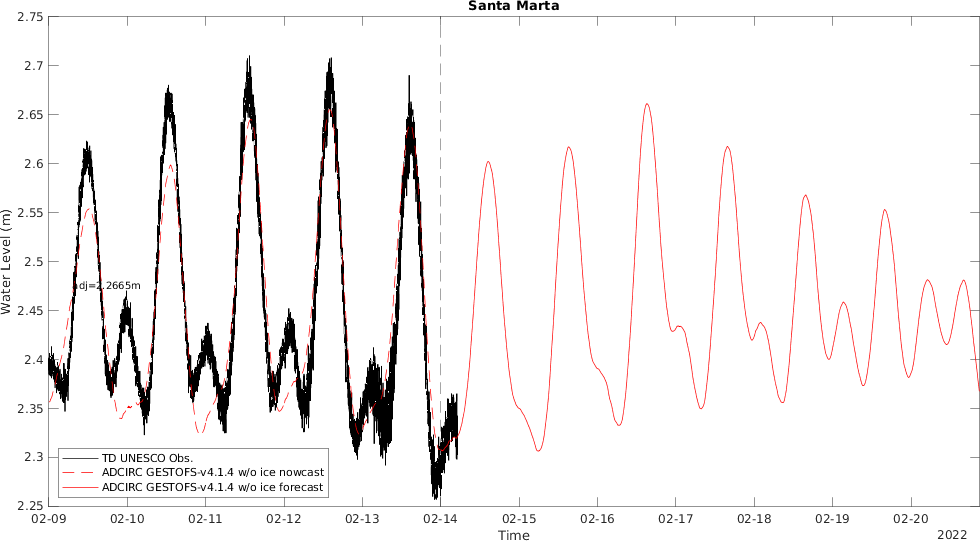 Santa Marta
2.75
2.7
2.65
2.6
2.55
2.5
2.45
2.4
2.35
2.3
2.25
Water Level (m)
adj=2.2665m
TD UNESCO Obs.
ADCIRC GESTOFS-v4.1.4 w/o ice nowcast
ADCIRC GESTOFS-v4.1.4 w/o ice forecast
02-09 02-10 02-11 02-12 02-13 02-14 02-15 02-16 02-17 02-18 02-19 02-20
Time
2022